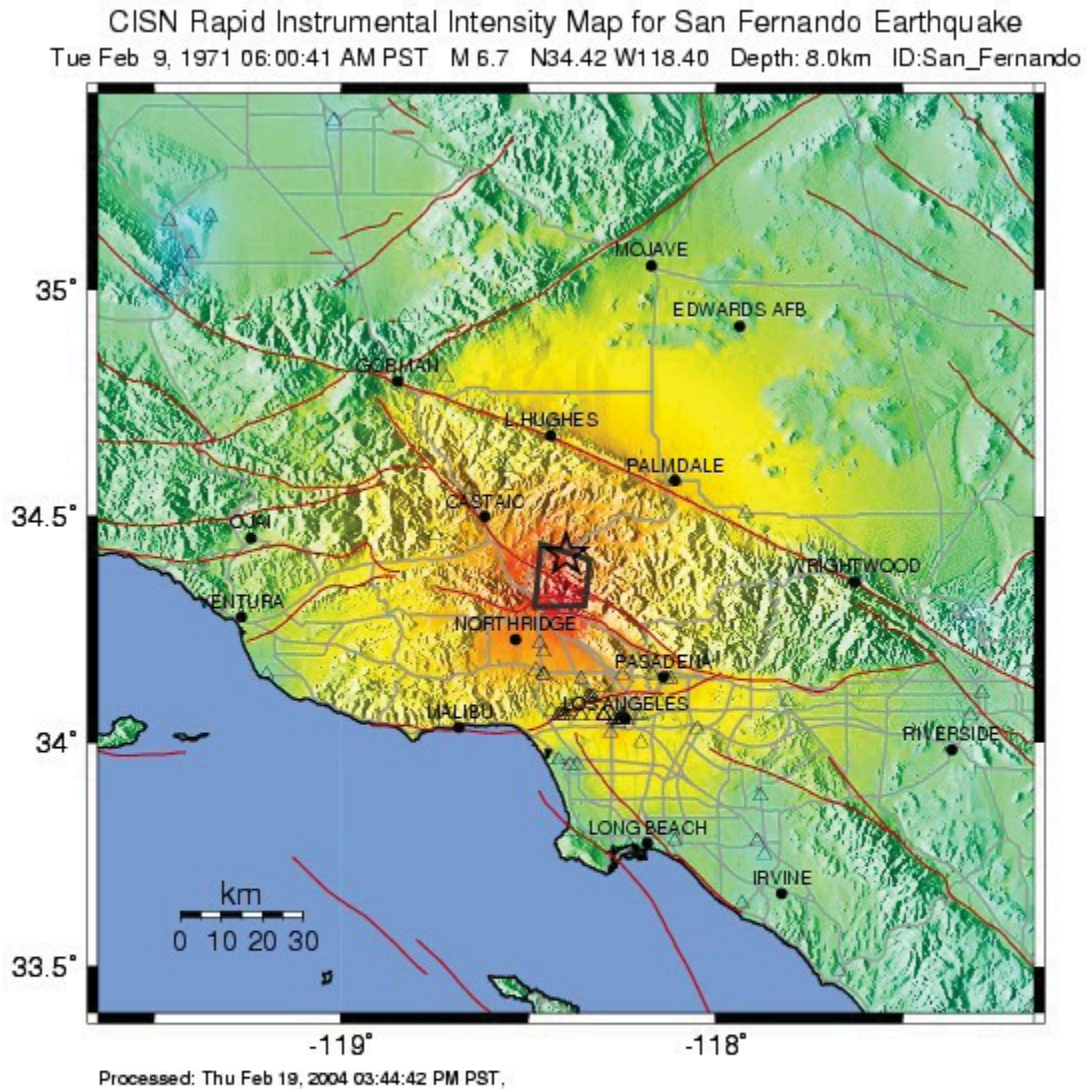 CISN Rapid Instrumental Intensity Map for San Fernando Earthquake
Tue Feb 9, 1971 06:00:41 AM PST M 6.7 N34.42 W118.40 Depth: 8.0km ID:San_Fernando
MOJAVE
35°
EDWARDS AFB
GORMAN
L.HUGHES
PALMDALE
CASTAIC
34.5°
OJAI
WRIGHTWOOD
VENTURA
NORTHRIDGE
PASADENA
LOS ANGELES
MALIBU
34°
RIVERSIDE
LONG BEACH
IRVINE
km
0 10 20 30
33.5°
-119° -118°
Processed: Thu Feb 19, 2004 03:44:42 PM PST,